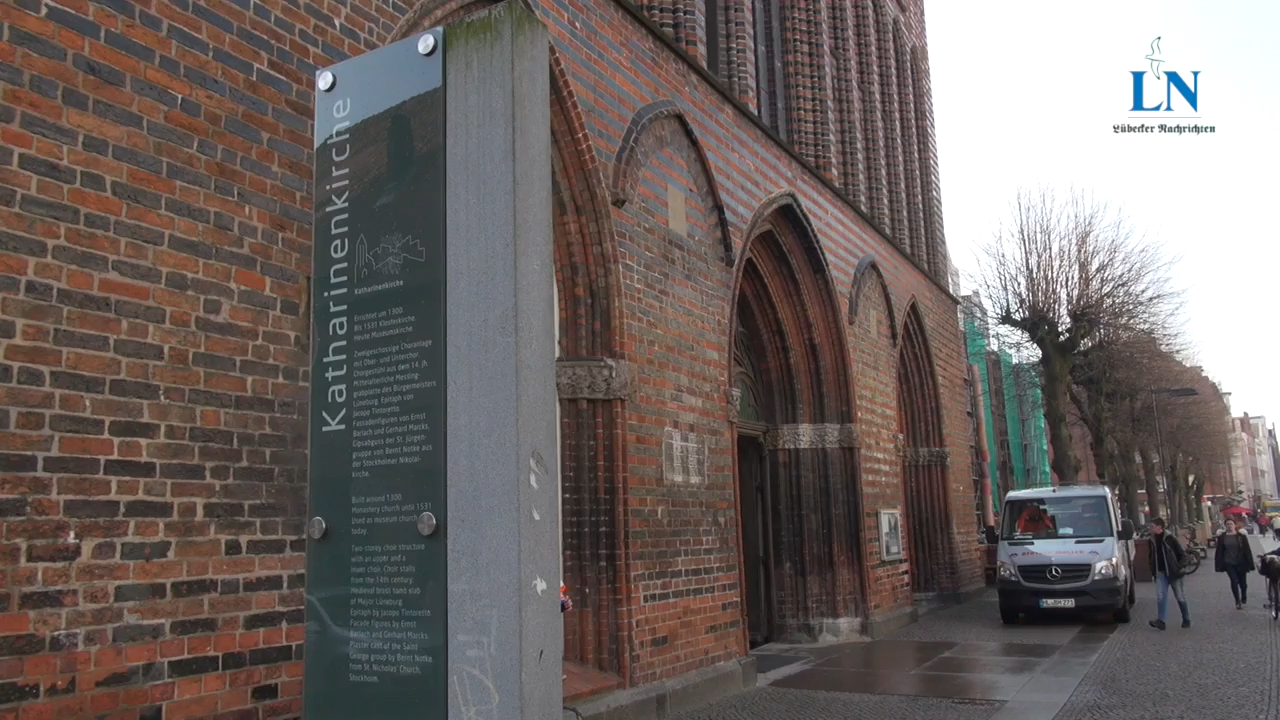 Katharinenkirche
Katharinenkirche
Errichtet um 1300.
Bis 1531 Klosterkirche.
Heute Museumskirche.
Zweigeschossige Choranlage
mit Ober- und Unterchor.
Chorgestühl aus dem 14. Jh.
Mittelalterliche Messing-
grabplatte des Bürgermeisters
Lüneburg. Epitaph von
Jacopo Tintoretto.
Fassadenfiguren von Ernst
Barlach und Gerhard Marcks.
Gipsabguss der St. Jürgen-
gruppe von Bernt Notke aus
der Stockholmer Nikolai-
kirche.
Built around 1300.
Monastery church until 1531.
Used as museum church
today.
Two-storey choir structure
with an upper and a
lower choir. Choir stalls
from the 14th century.
Medieval brass tomb slab
of Mayor Lüneburg.
Epitaph by Jacopo Tintoretto.
Facade figures by Ernst
Barlach and Gerhard Marcks.
Plaster cast of the Saint
George group by Bernt Notke
from St. Nicholas' Church,
Stockholm.
LN
Lübecker Nachrichten